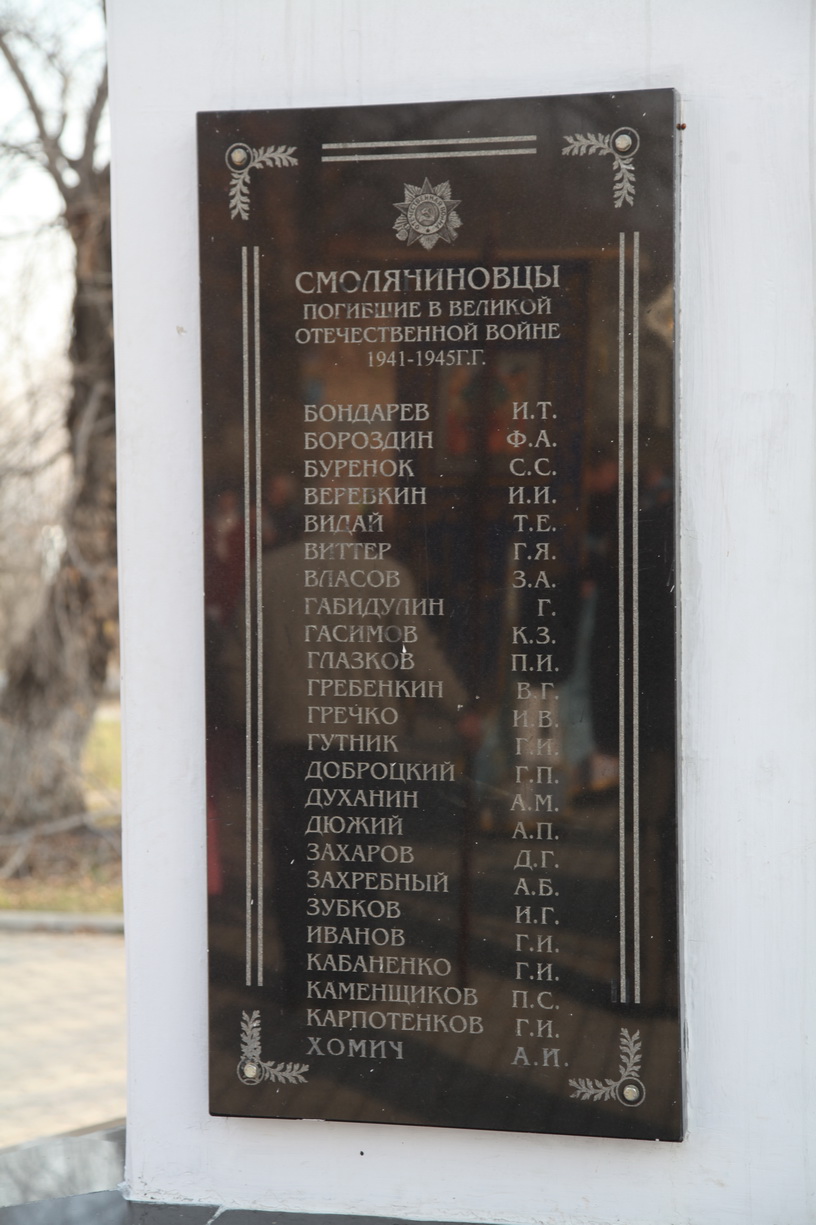 СМОЛЯНИНОВЦЫ
ПОГИБШИЕ В ВЕЛИКОЙ
ОТЕЧЕСТВЕННОЙ ВОЙНЕ
1941-1945Г.Г.
БОНДАРЕВ И.Т.
БОРОЗДИН Ф.А.
БУРЕНОК С.С.
ВЕРЕВКИН И.И.
ВИДАЙ Т.Е.
ВИТТЕР Г.Я.
ВЛАСОВ З.А.
ГАБИДУЛИН Г.
ГАСИМОВ К.З.
ГЛАЗКОВ П.И.
ГРЕБЕНКИН В.Г.
ГРЕЧКО И.В.
ГУТНИК Г.И.
ДОБРОЦКИЙ Г.П.
ДУХАНИН А.М.
ДЮЖИЙ А.П.
ЗАХАРОВ Д.Г.
ЗАХРЕБНЫЙ А.Б.
ЗУБКОВ И.Г.
ИВАНОВ Г.И.
КАБАНЕНКО Г.И.
КАМЕНЩИКОВ П.С.
КАРПОТЕНКОВ Г.И.
ХОМИЧ А.И.